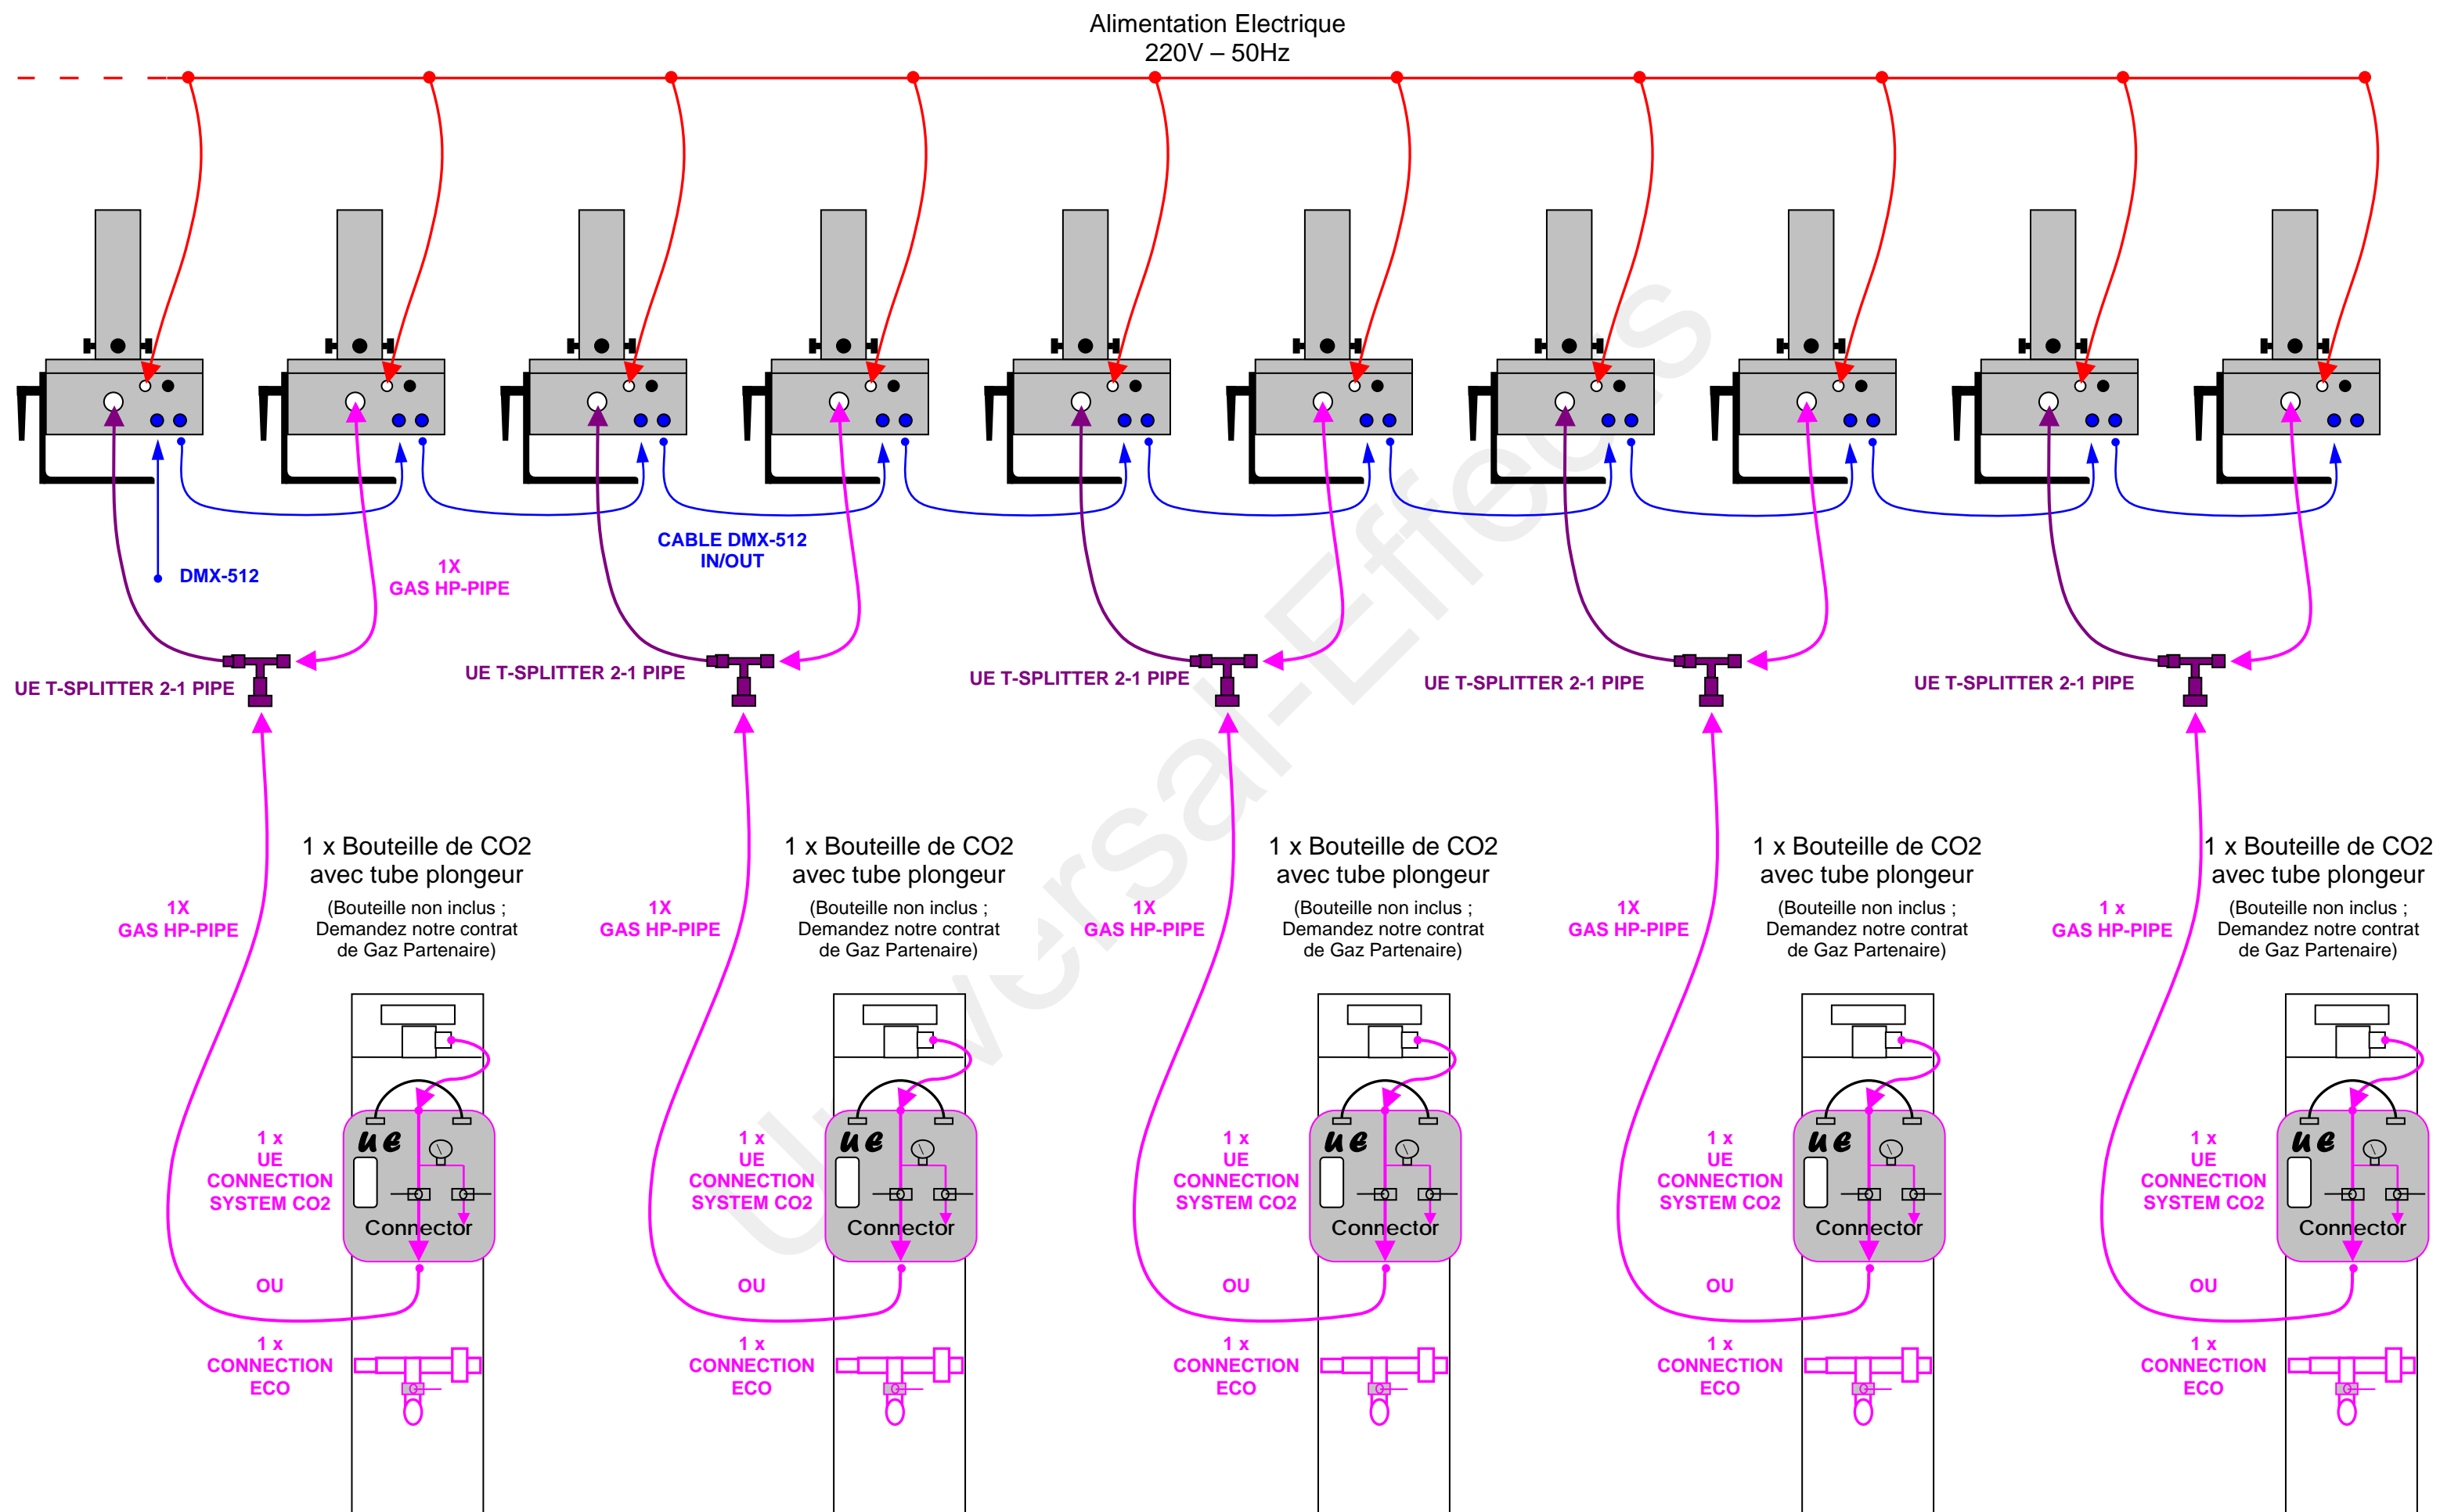 Alimentation Electrique
220V – 50Hz
CABLE DMX-512
IN/OUT
DMX-512
1X
GAS HP-PIPE
UE T-SPLITTER 2-1 PIPE
UE T-SPLITTER 2-1 PIPE
UE T-SPLITTER 2-1 PIPE
UE T-SPLITTER 2-1 PIPE
UE T-SPLITTER 2-1 PIPE
1 x Bouteille de CO2
avec tube plongeur
(Bouteille non inclus ;
Demandez notre contrat
de Gaz Partenaire)
1 x Bouteille de CO2
avec tube plongeur
(Bouteille non inclus ;
Demandez notre contrat
de Gaz Partenaire)
1 x Bouteille de CO2
avec tube plongeur
(Bouteille non inclus ;
Demandez notre contrat
de Gaz Partenaire)
1 x Bouteille de CO2
avec tube plongeur
(Bouteille non inclus ;
Demandez notre contrat
de Gaz Partenaire)
1 x Bouteille de CO2
avec tube plongeur
(Bouteille non inclus ;
Demandez notre contrat
de Gaz Partenaire)
1X
GAS HP-PIPE
1X
GAS HP-PIPE
1X
GAS HP-PIPE
1X
GAS HP-PIPE
1 x
GAS HP-PIPE
1 x
UE
CONNECTION
SYSTEM CO2
ue
Connector
OU
1 x
CONNECTION
ECO
1 x
UE
CONNECTION
SYSTEM CO2
ue
Connector
OU
1 x
CONNECTION
ECO
1 x
UE
CONNECTION
SYSTEM CO2
ue
Connector
OU
1 x
CONNECTION
ECO
1 x
UE
CONNECTION
SYSTEM CO2
ue
Connector
OU
1 x
CONNECTION
ECO
1 x
UE
CONNECTION
SYSTEM CO2
ue
Connector
OU
1 x
CONNECTION
ECO
Universal-Effects